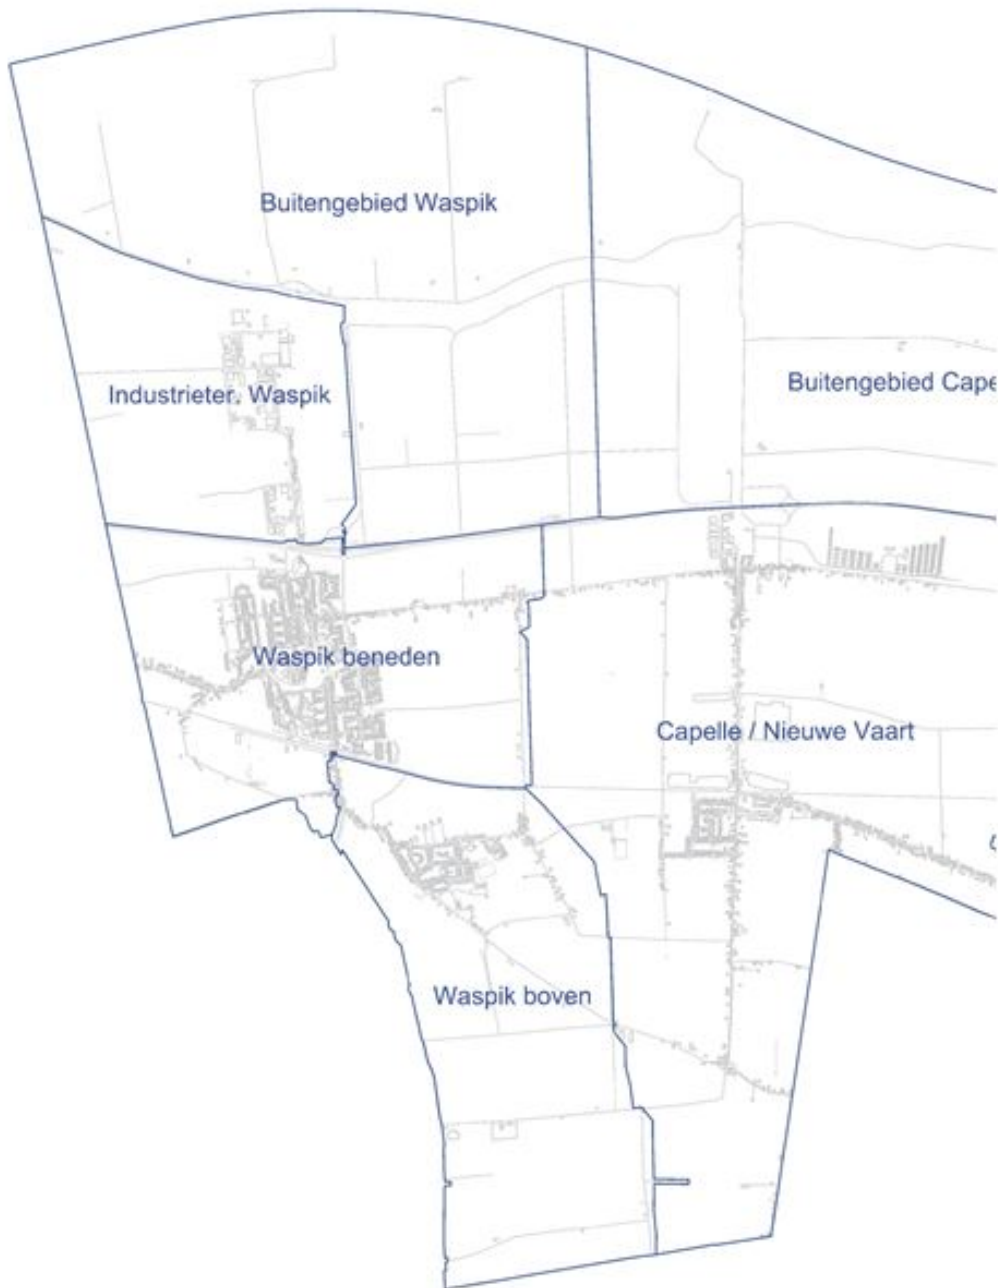 Buitengebied Waspik
Industrieter. Waspik
Buitengebied Cape
Waspik beneden
Capelle / Nieuwe Vaart
Waspik boven